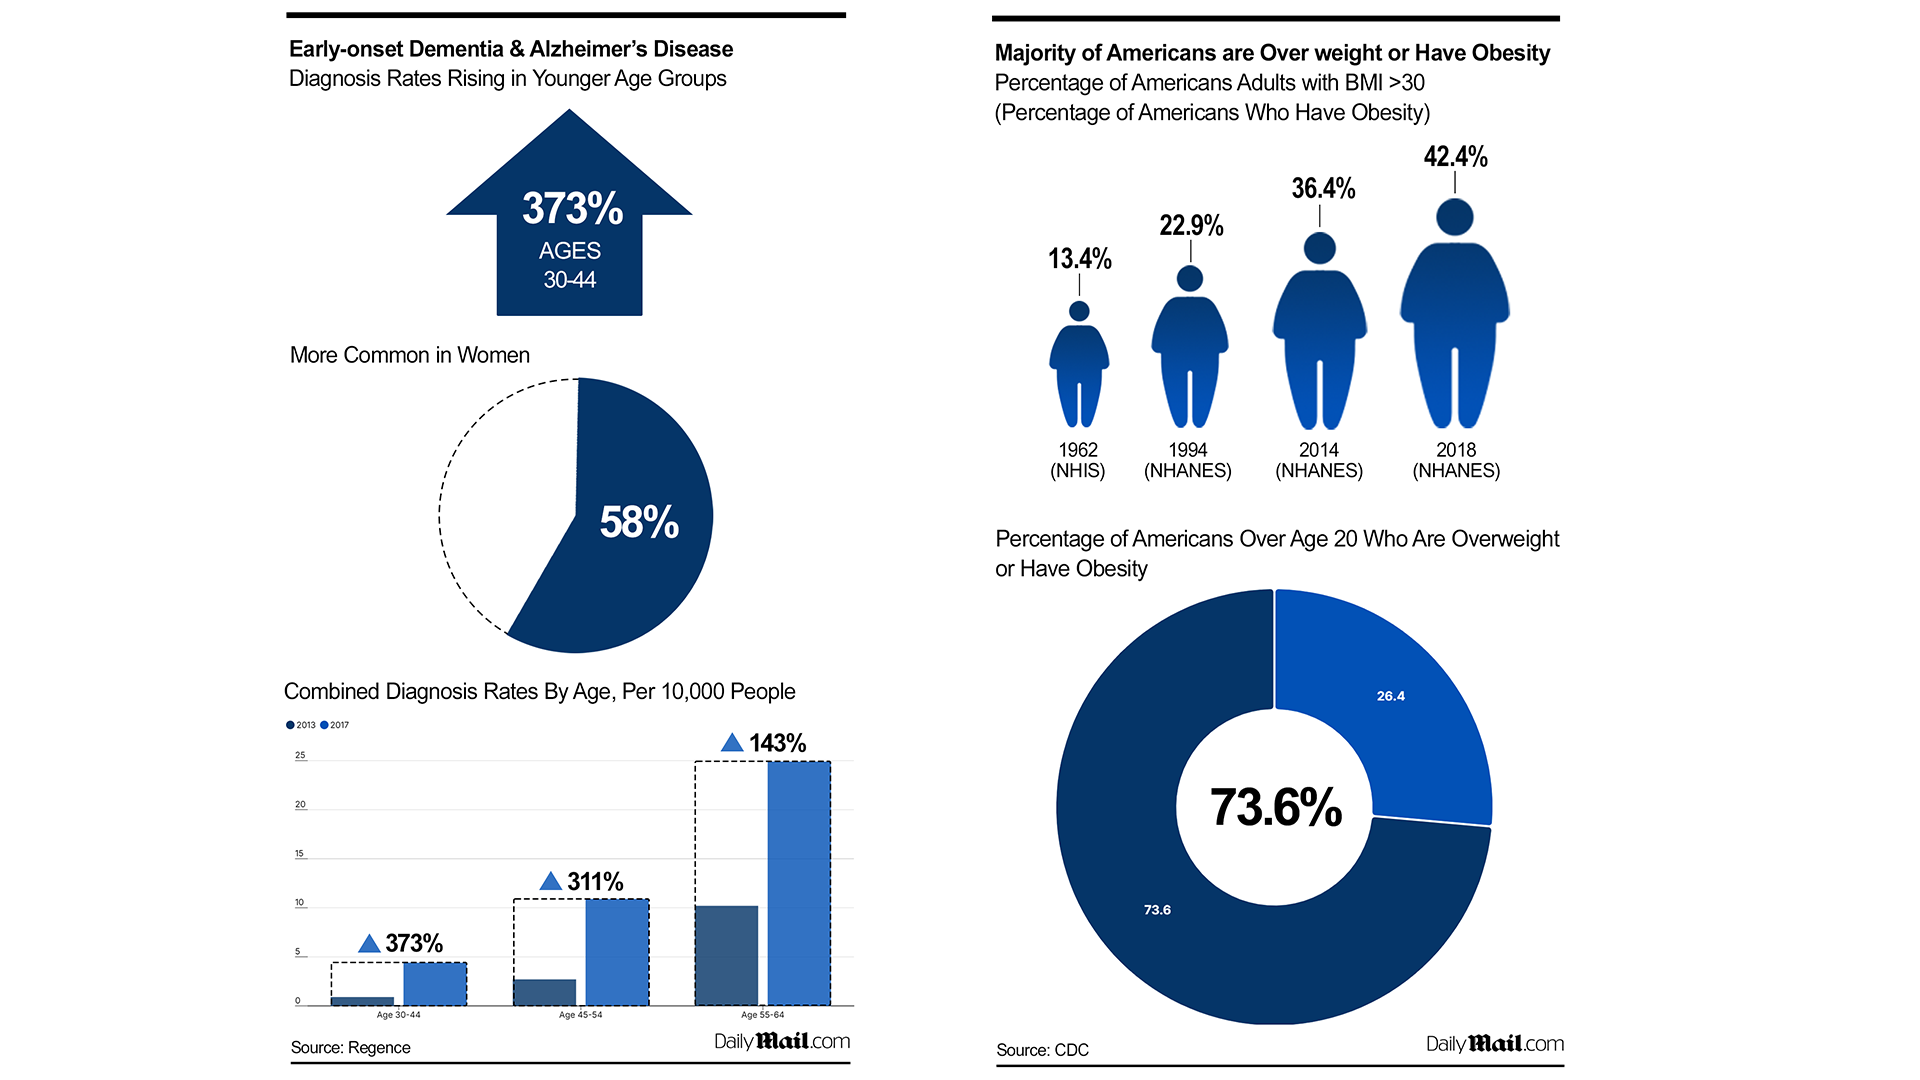 Early-onset Dementia & Alzheimer's Disease
Diagnosis Rates Rising in Younger Age Groups
373%
AGES
30-44
More Common in Women
58%
Combined Diagnosis Rates By Age, Per 10,000 People
2013 2017
25
20
15
10
5
0
373%
311%
143%
Age 30-44
Age 45-54
Age 55-64
Source: Regence
Daily Mail.com
Majority of Americans are Over weight or Have Obesity
Percentage of Americans Adults with BMI >30
(Percentage of Americans Who Have Obesity)
13.4%
22.9%
36.4%
42.4%
1962
(NHIS)
1994
(NHANES)
2014
(NHANES)
2018
(NHANES)
Percentage of Americans Over Age 20 Who Are Overweight
or Have Obesity
26.4
73.6%
73.6
Source: CDC
Daily Mail.com